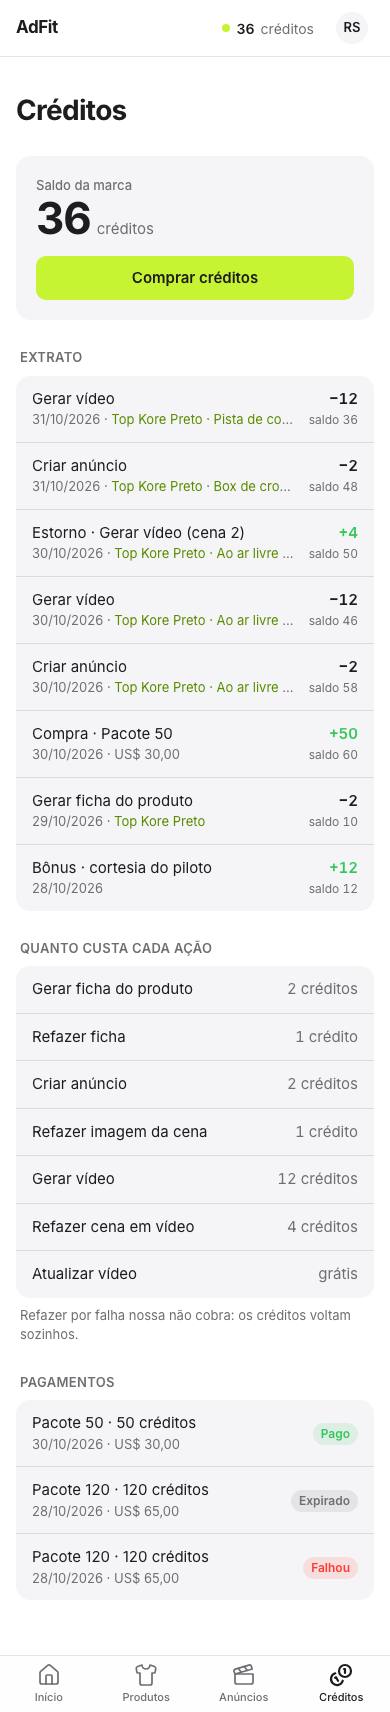 AdFit
36 créditos
RS
Créditos
Saldo da marca
36 créditos
Comprar créditos
EXTRATO
Gerar vídeo −12
31/10/2026 · Top Kore Preto · Pista de co... saldo 36
Criar anúncio −2
31/10/2026 · Top Kore Preto · Box de cro... saldo 48
Estorno · Gerar vídeo (cena 2) +4
30/10/2026 · Top Kore Preto · Ao ar livre ... saldo 50
Gerar vídeo −12
30/10/2026 · Top Kore Preto · Ao ar livre ... saldo 46
Criar anúncio −2
30/10/2026 · Top Kore Preto · Ao ar livre ... saldo 58
Compra · Pacote 50 +50
30/10/2026 · US$ 30,00 saldo 60
Gerar ficha do produto −2
29/10/2026 · Top Kore Preto saldo 10
Bônus · cortesia do piloto +12
28/10/2026 saldo 12
QUANTO CUSTA CADA AÇÃO
Gerar ficha do produto 2 créditos
Refazer ficha 1 crédito
Criar anúncio 2 créditos
Refazer imagem da cena 1 crédito
Gerar vídeo 12 créditos
Refazer cena em vídeo 4 créditos
Atualizar vídeo grátis
Refazer por falha nossa não cobra: os créditos voltam
sozinhos.
PAGAMENTOS
Pacote 50 · 50 créditos
30/10/2026 · US$ 30,00 Pago
Pacote 120 · 120 créditos
28/10/2026 · US$ 65,00 Expirado
Pacote 120 · 120 créditos
28/10/2026 · US$ 65,00 Falhou
Início Produtos Anúncios Créditos